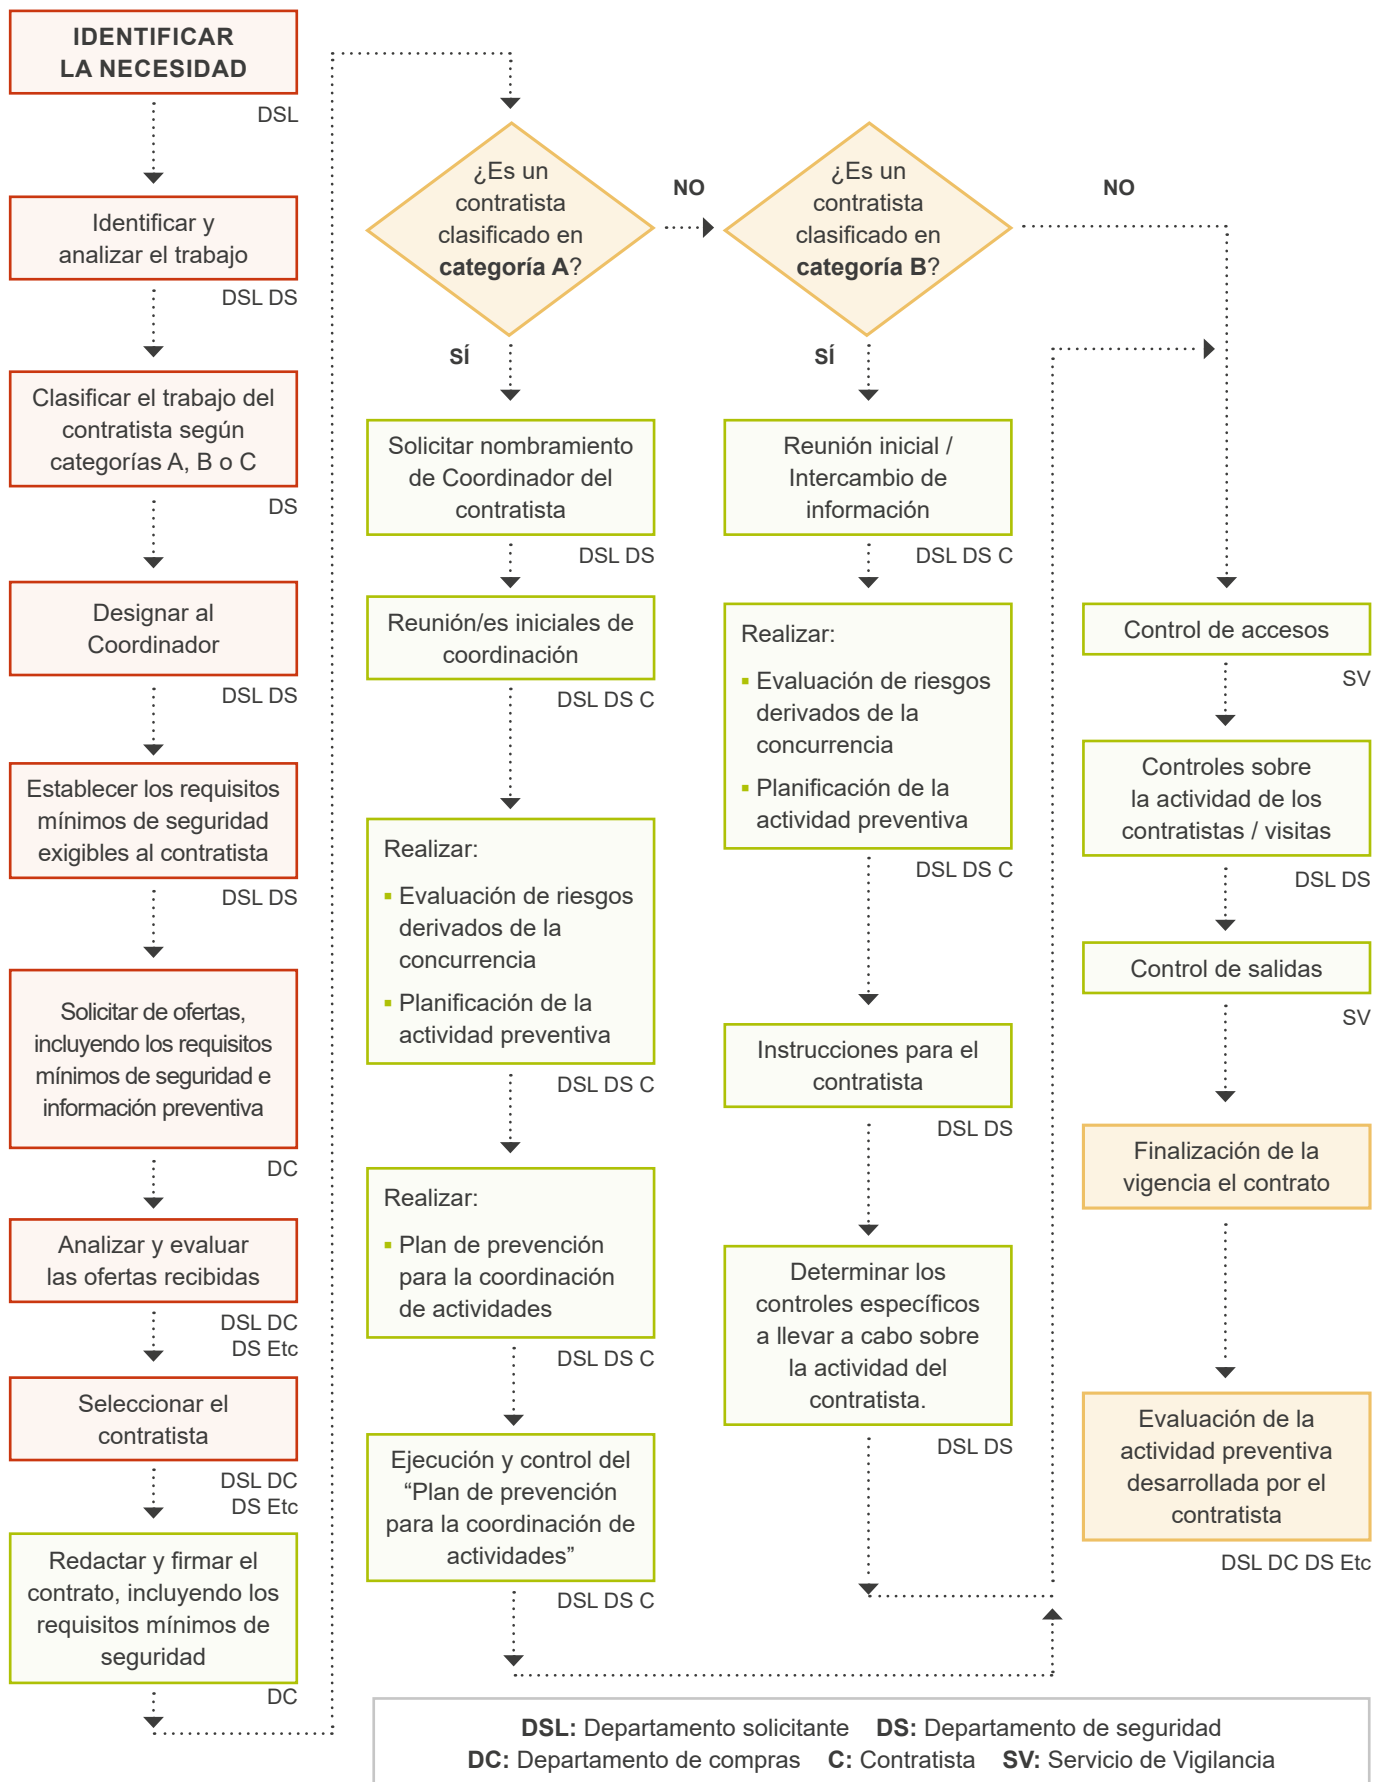 IDENTIFICAR
LA NECESIDAD
DSL
Identificar y
analizar el trabajo
DSL DS
Clasificar el trabajo del
contratista según
categorías A, B o C
DS
Designar al
Coordinador
DSL DS
Establecer los requisitos
mínimos de seguridad
exigibles al contratista
DSL DS
Solicitar de ofertas,
incluyendo los requisitos
mínimos de seguridad e
información preventiva
DC
Analizar y evaluar
las ofertas recibidas
DSL DC
DS Etc
Seleccionar el
contratista
DSL DC
DS Etc
Redactar y firmar el
contrato, incluyendo los
requisitos mínimos de
seguridad
DC
¿Es un
contratista
clasificado en
categoría A?
NO
SÍ
Solicitar nombramiento
de Coordinador del
contratista
DSL DS
Reunión/es iniciales de
coordinación
DSL DS C
Realizar:
▪ Evaluación de riesgos
derivados de la
concurrencia
▪ Planificación de la
actividad preventiva
DSL DS C
Realizar:
▪ Plan de prevención
para la coordinación
de actividades
DSL DS C
Ejecución y control del
“Plan de prevención
para la coordinación de
actividades”
DSL DS C
¿Es un
contratista
clasificado en
categoría B?
NO
SÍ
Reunión inicial /
Intercambio de
información
DSL DS C
Realizar:
▪ Evaluación de riesgos
derivados de la
concurrencia
▪ Planificación de la
actividad preventiva
DSL DS C
Instrucciones para el
contratista
DSL DS
Determinar los
controles específicos
a llevar a cabo sobre
la actividad del
contratista.
DSL DS
Control de accesos
SV
Controles sobre
la actividad de los
contratistas / visitas
DSL DS
Control de salidas
SV
Finalización de la
vigencia el contrato
Evaluación de la
actividad preventiva
desarrollada por el
contratista
DSL DC DS Etc
DSL: Departamento solicitante DS: Departamento de seguridad
DC: Departamento de compras C: Contratista SV: Servicio de Vigilancia